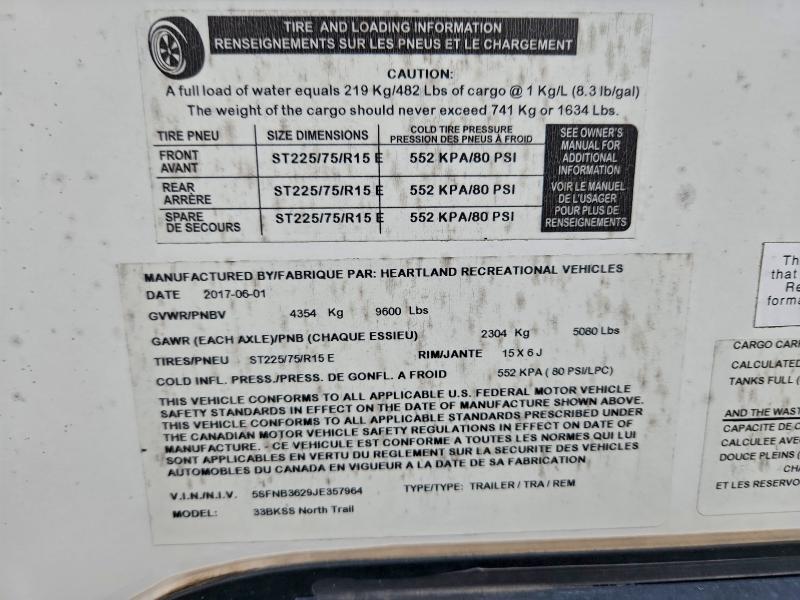 TIRE AND LOADING INFORMATION
RENSEIGNEMENTS SUR LES PNEUS ET LE CHARGEMENT
CAUTION:
A full load of water equals 219 Kg/482 Lbs of cargo @ 1 Kg/L (8.3 lb/gal)
The weight of the cargo should never exceed 741 Kg or 1634 Lbs.
TIRE PNEU SIZE DIMENSIONS COLD TIRE PRESSURE
PRESSION DES PNEUS À FROID
FRONT
AVANT ST225/75/R15 E 552 KPA/80 PSI
REAR
ARRÈRE ST225/75/R15 E 552 KPA/80 PSI
SPARE
DE SECOURS ST225/75/R15 E 552 KPA/80 PSI
SEE OWNER'S
MANUAL FOR
ADDITIONAL
INFORMATION
VOIR LE MANUEL
DE L'USAGER
POUR PLUS DE
RENSEIGNEMENTS
MANUFACTURED BY/FABRIQUE PAR: HEARTLAND RECREATIONAL VEHICLES
DATE 2017-06-01
GVWR/PNBV 4354 Kg 9600 Lbs
GAWR (EACH AXLE)/PNB (CHAQUE ESSIEU) 2304 Kg 5080 Lbs
TIRES/PNEU ST225/75/R15 E RIM/JANTE 15 X 6 J
COLD INFL. PRESS./PRESS. DE GONFL. A FROID 552 KPA ( 80 PSI/LPC)
THIS VEHICLE CONFORMS TO ALL APPLICABLE U.S. FEDERAL MOTOR VEHICLE
SAFETY STANDARDS IN EFFECT ON THE DATE OF MANUFACTURE SHOWN ABOVE.
THIS VEHICLE CONFORMS TO ALL APPLICABLE STANDARDS PRESCRIBED UNDER
THE CANADIAN MOTOR VEHICLE SAFETY REGULATIONS IN EFFECT ON DATE OF
MANUFACTURE. - CE VEHICULE EST CONFORME A TOUTES LES NORMES QUI LUI
SONT APPLICABLES EN VERTU DU REGLEMENT SUR LA SECURITE DES VEHICLES
AUTOMOBILES DU CANADA EN VIGUEUR A LA DATE DE SA FABRICATION
V.I.N./N.I.V. 5SFNB3629JE357964 TYPE/TYPE: TRAILER / TRA / REM
MODEL: 33BKSS North Trail
Th
that
Re
forma
CARGO CARR
CALCULATED
TANKS FULL (
AND THE WAST
CAPACITE DE C
CALCULEE AVE
DOUCE PLEINS (
CHA
ET LES RESERVO